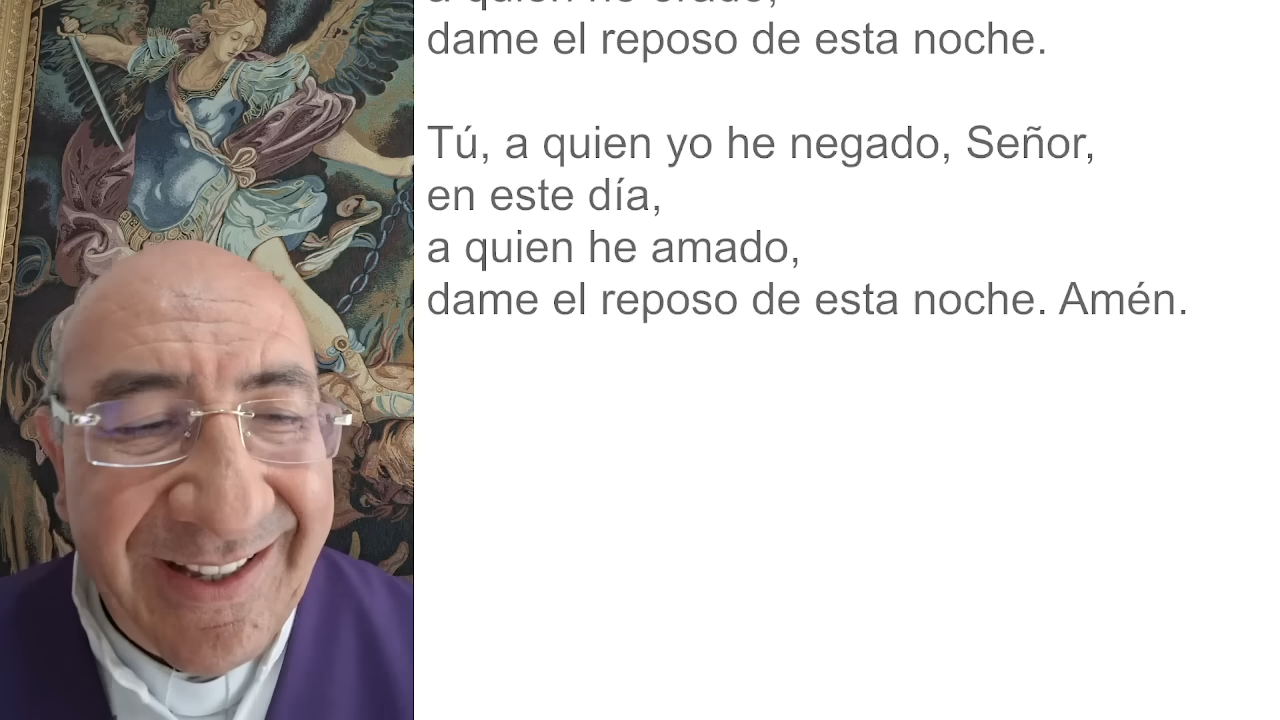 dame el reposo de esta noche.
Tú, a quien yo he negado, Señor,
en este día,
a quien he amado,
dame el reposo de esta noche. Amén.